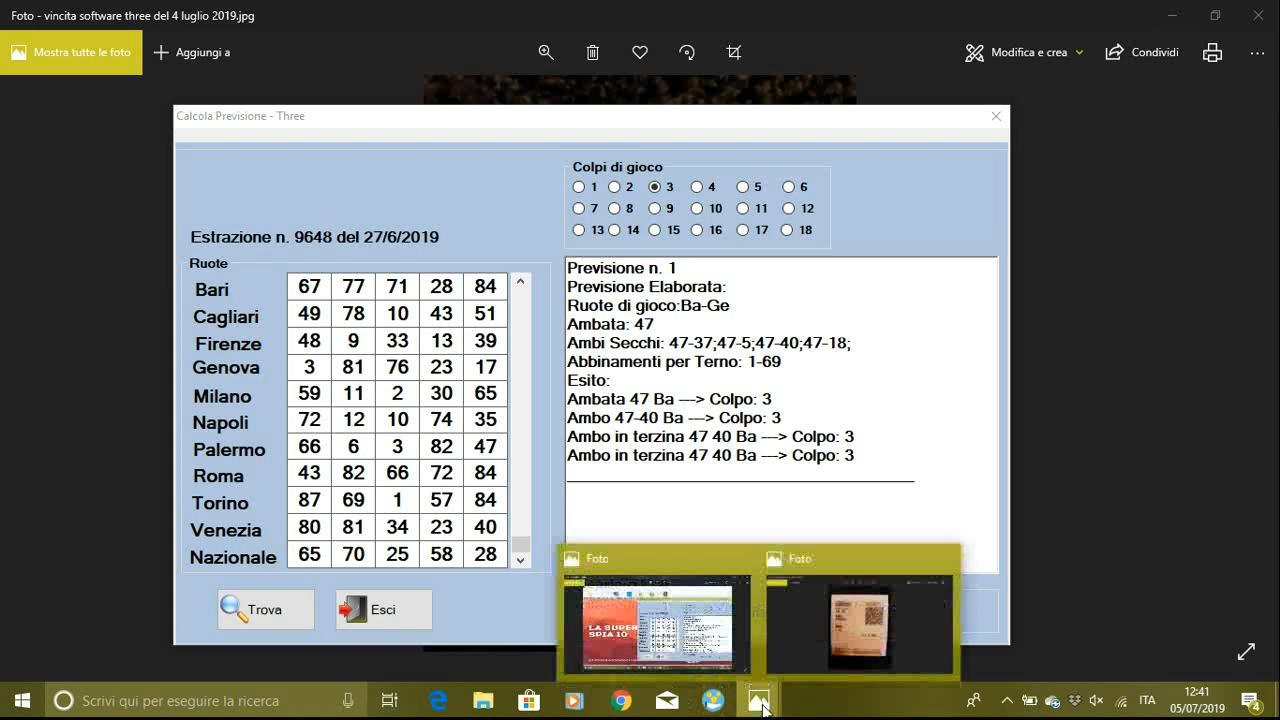 Foto - vincita software three del 4 luglio 2019.jpg
Mostra tutte le foto
Aggiungi a
Modifica e crea
Condividi
Calcola Previsione - Three
Colpi di gioco
1 2 3 4 5 6
7 8 9 10 11 12
13 14 15 16 17 18
Estrazione n. 9648 del 27/6/2019
Ruote
Bari 67 77 71 28 84
Cagliari 49 78 10 43 51
Firenze 48 9 33 13 39
Genova 3 81 76 23 17
Milano 59 11 2 30 65
Napoli 72 12 10 74 35
Palermo 66 6 3 82 47
Roma 43 82 66 72 84
Torino 87 69 1 57 84
Venezia 80 81 34 23 40
Nazionale 65 70 25 58 28
Previsione n. 1
Previsione Elaborata:
Ruote di gioco:Ba-Ge
Ambata: 47
Ambi Secchi: 47-37;47-5;47-40;47-18;
Abbinamenti per Terno: 1-69
Esito:
Ambata 47 Ba ---> Colpo: 3
Ambo 47-40 Ba ---> Colpo: 3
Ambo in terzina 47 40 Ba ---> Colpo: 3
Ambo in terzina 47 40 Ba ---> Colpo: 3
Trova
Esci
Foto
Foto
LA SUPER
SPIA 10
Scrivi qui per eseguire la ricerca
ITA
12:41
05/07/2019
4